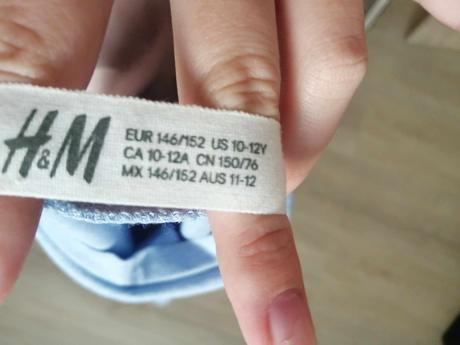 H&M
EUR 146/152 US 10-12Y
CA 10-12A CN 150/76
MX 146/152 AUS 11-12